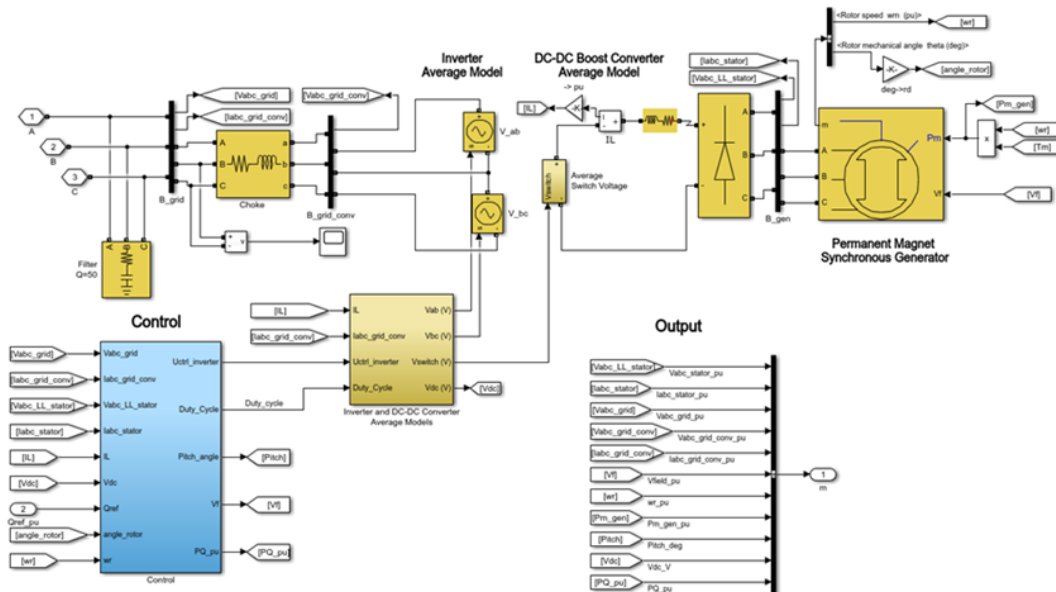 <Rotor speed wm (pu)>
[wr]
<Rotor mechanical angle theta (deg)>
-K-
[angle_rotor]
deg->rd
Inverter
Average Model
DC-DC Boost Converter
Average Model
[Iabc_stator]
[Vabc_LL_stator]
-> pu
[IL]
-K-
i
+
-
IL
[Vabc_grid]
[Iabc_grid_conv]
[Vabc_grid_conv]
1
A
2
B
3
C
A
B
C
B_grid
A
B
C
a
b
c
Choke
B_grid_conv
V_ab
V_bc
+
-
v
A
B
C
Filter
Q=50
Vswitch
+
-
Average
Switch Voltage
+
-
A
B
C
A
B
C
B_gen
m
A
B
C
Pm
Vf
[Pm_gen]
x
[wr]
[Tm]
[Vf]
Permanent Magnet
Synchronous Generator
Control
[Vabc_grid]
[Iabc_grid_conv]
[Vabc_LL_stator]
[Iabc_stator]
[IL]
[Vdc]
2
Qref_pu
[angle_rotor]
[wr]
Vabc_grid
Iabc_grid_conv
Vabc_LL_stator
Iabc_stator
IL
Vdc
Qref
angle_rotor
wr
Uctrl_inverter
Duty_Cycle
Pitch_angle
Vf
PQ_pu
Control
Duty_cycle
[Pitch]
[Vf]
[PQ_pu]
[IL]
[Iabc_grid_conv]
IL
Iabc_grid_conv
Uctrl_inverter
Duty_Cycle
Vab (V)
Vbc (V)
Vswitch (V)
Vdc (V)
[Vdc]
Inverter and DC-DC Converter
Average Models
Output
[Vabc_LL_stator]
Vabc_stator_pu
[Iabc_stator]
Iabc_stator_pu
[Vabc_grid]
Vabc_grid_pu
[Vabc_grid_conv]
Vabc_grid_conv_pu
[Iabc_grid_conv]
Iabc_grid_conv_pu
[Vf]
Vfield_pu
[wr]
wr_pu
[Pm_gen]
Pm_gen_pu
[Pitch]
Pitch_deg
[Vdc]
Vdc_V
[PQ_pu]
PQ_pu
1
m